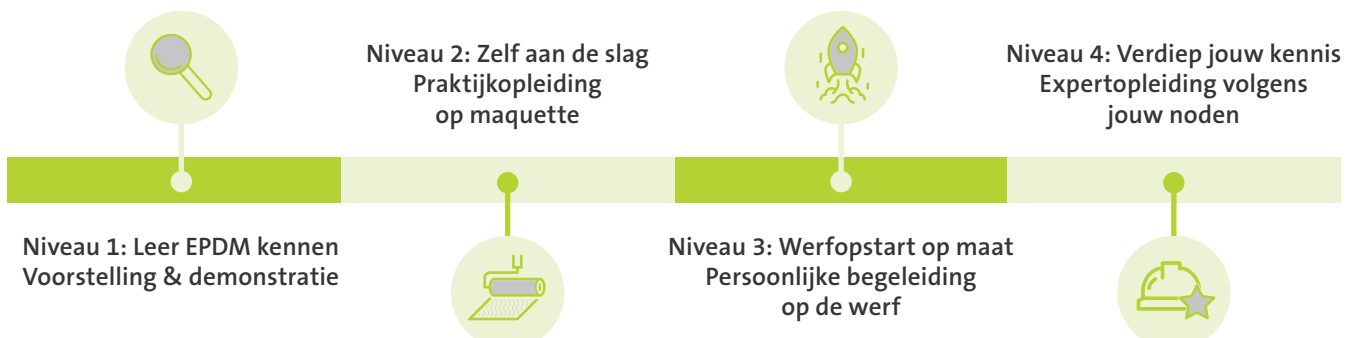 Niveau 1: Leer EPDM kennen
Voorstelling & demonstratie
Niveau 2: Zelf aan de slag
Praktijkopleiding
op maquette
Niveau 3: Werfopstart op maat
Persoonlijke begeleiding
op de werf
Niveau 4: Verdiep jouw kennis
Expertopleiding volgens
jouw noden